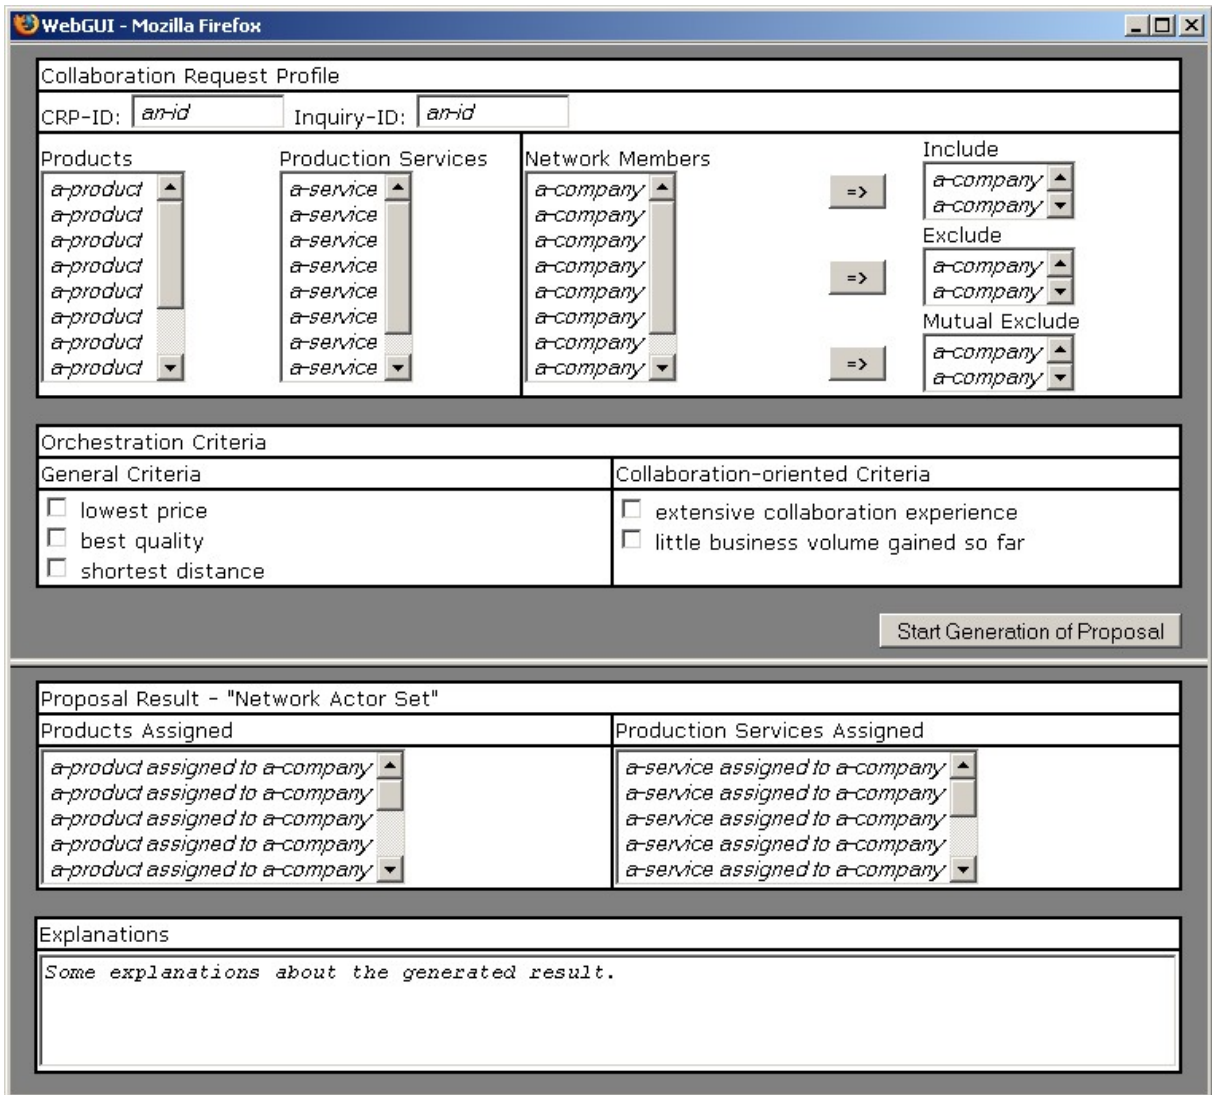 WebGUI - Mozilla Firefox
Collaboration Request Profile
CRP-ID: an-id Inquiry-ID: an-id
Products
a-product
a-product
a-product
a-product
a-product
a-product
a-product
a-product
Production Services
a-service
a-service
a-service
a-service
a-service
a-service
a-service
a-service
Network Members
a-company
a-company
a-company
a-company
a-company
a-company
a-company
a-company
=>
Include
a-company
a-company
=>
Exclude
a-company
a-company
=>
Mutual Exclude
a-company
a-company
Orchestration Criteria
General Criteria
lowest price
best quality
shortest distance
Collaboration-oriented Criteria
extensive collaboration experience
little business volume gained so far
Start Generation of Proposal
Proposal Result - "Network Actor Set"
Products Assigned
a-product assigned to a-company
a-product assigned to a-company
a-product assigned to a-company
a-product assigned to a-company
a-product assigned to a-company
Production Services Assigned
a-service assigned to a-company
a-service assigned to a-company
a-service assigned to a-company
a-service assigned to a-company
a-service assigned to a-company
Explanations
Some explanations about the generated result.